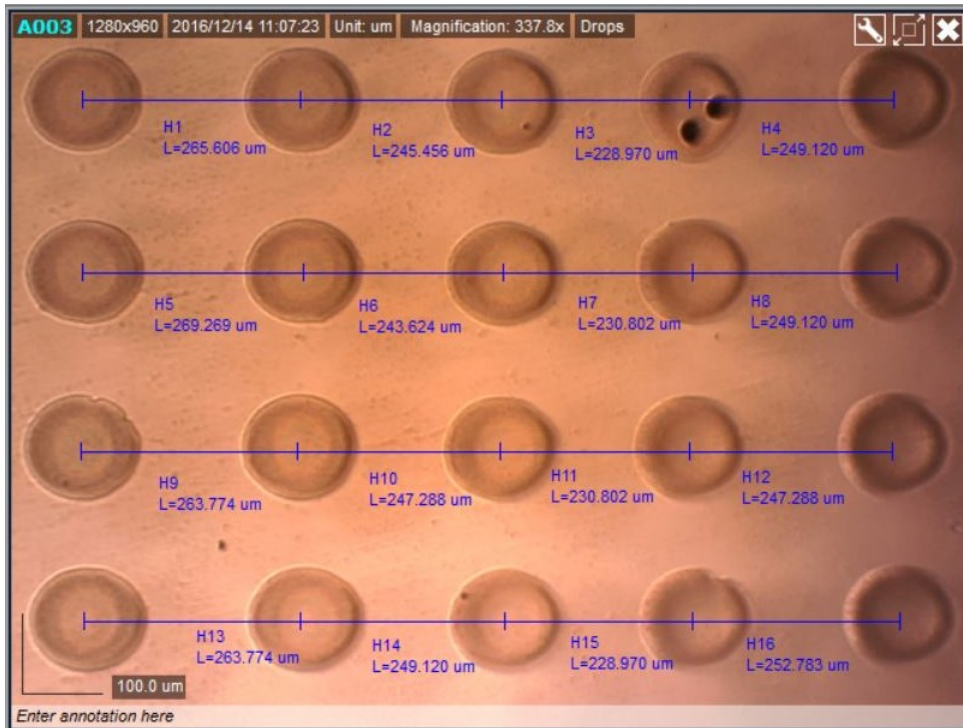 A003 1280x960 2016/12/14 11:07:23 Unit: um Magnification: 337.8x Drops
H1
L=265.606 um
H2
L=245.456 um
H3
L=228.970 um
H4
L=249.120 um
H5
L=269.269 um
H6
L=243.624 um
H7
L=230.802 um
H8
L=249.120 um
H9
L=263.774 um
H10
L=247.288 um
H11
L=230.802 um
H12
L=247.288 um
H13
L=263.774 um
H14
L=249.120 um
H15
L=228.970 um
H16
L=252.783 um
100.0 um
Enter annotation here